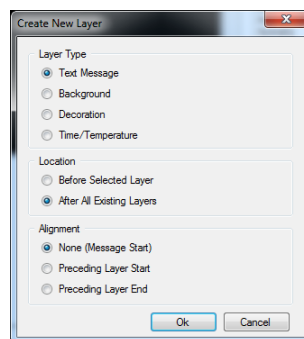 Create New Layer
Layer Type
Text Message
Background
Decoration
Time/Temperature
Location
Before Selected Layer
After All Existing Layers
Alignment
None (Message Start)
Preceding Layer Start
Preceding Layer End
Ok Cancel